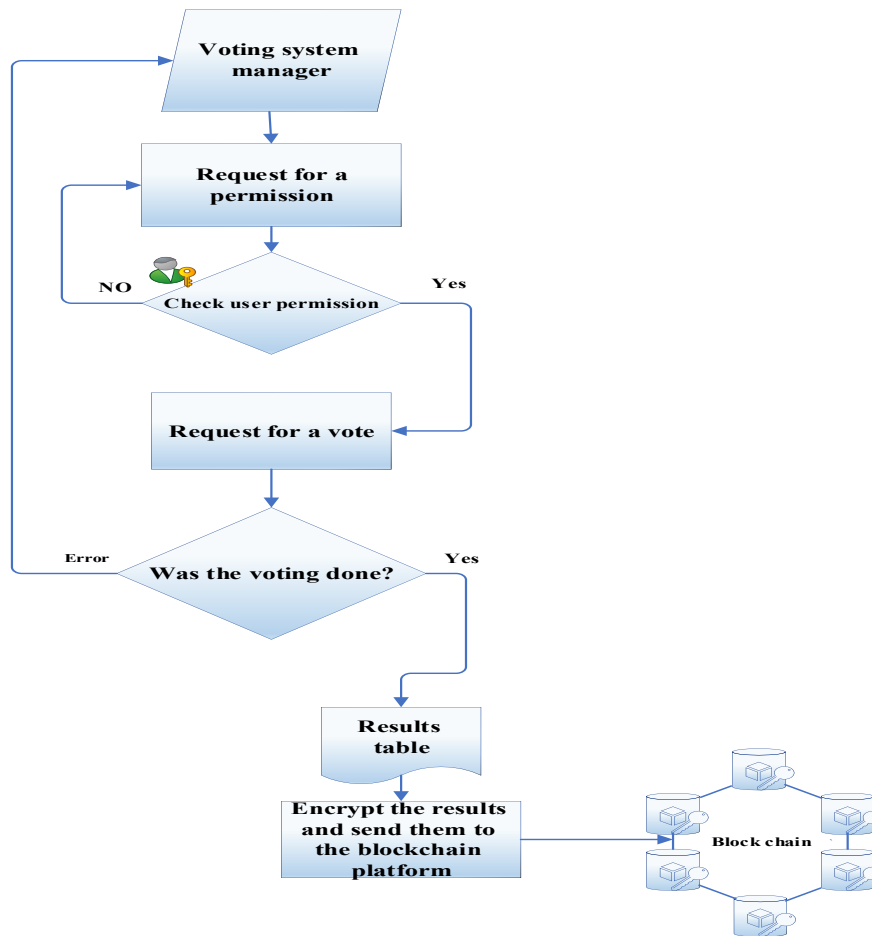 Voting system
manager
Request for a
permission
NO
Yes
Check user permission
Request for a vote
Error
Yes
Was the voting done?
Results
table
Encrypt the results
and send them to
the blockchain
platform
Block chain